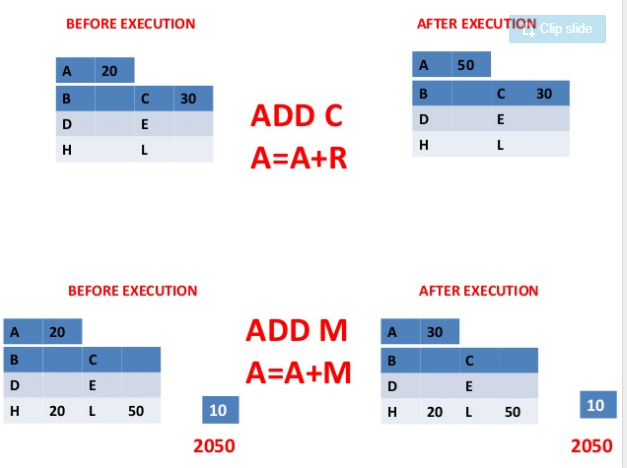 BEFORE EXECUTION
AFTER EXECUTION
Clip slide
A 20
B C 30
D E
H L
ADD C
A=A+R
A 50
B C 30
D E
H L
BEFORE EXECUTION
AFTER EXECUTION
A 20
B C
D E
H 20 L 50
10
2050
ADD M
A=A+M
A 30
B C
D E
H 20 L 50
10
2050